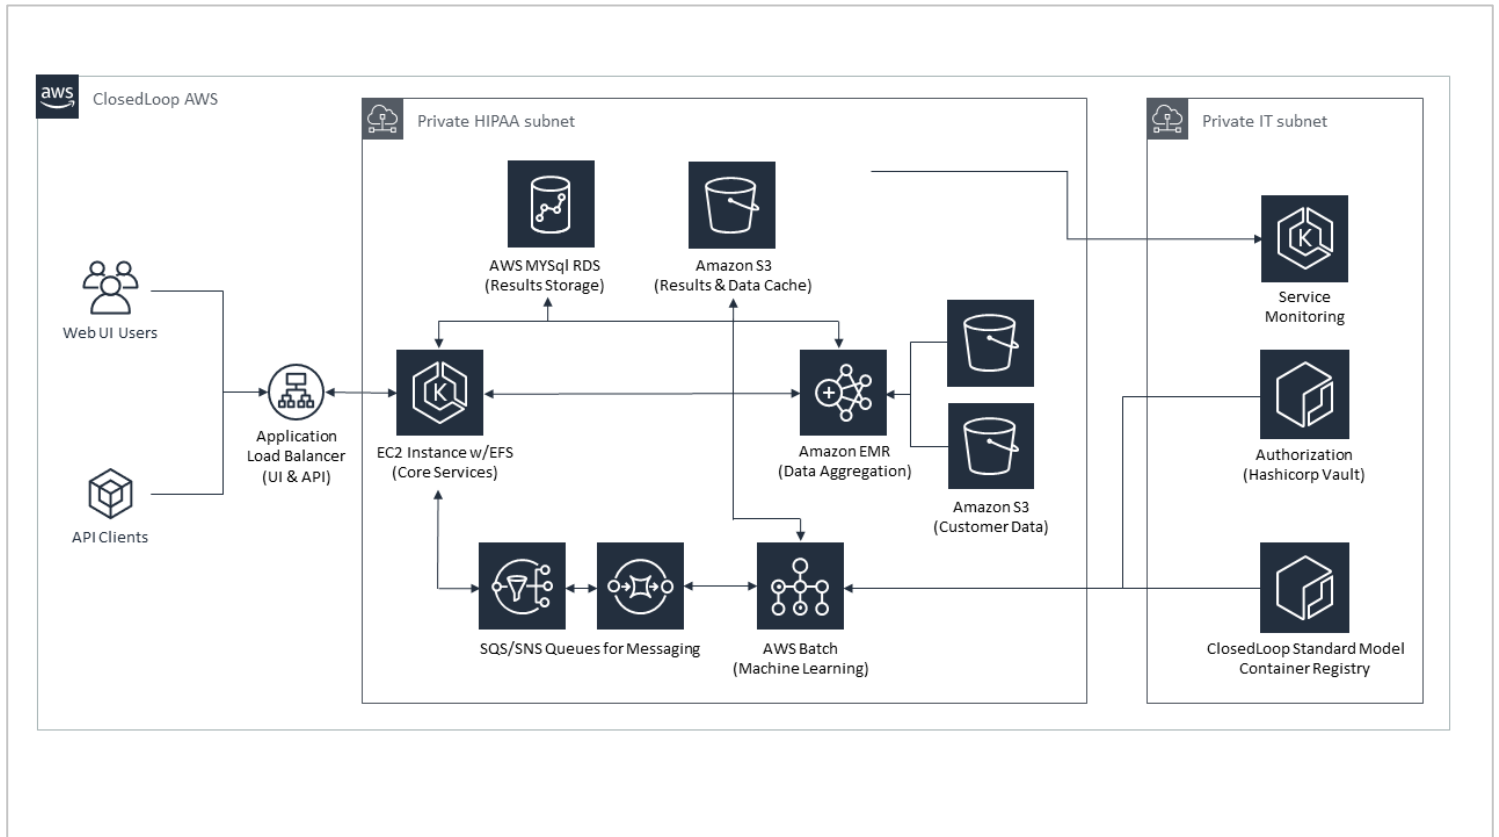 aws
ClosedLoop AWS
Private HIPAA subnet
Private IT subnet
AWS MYSql RDS
(Results Storage)
Amazon S3
(Results & Data Cache)
Service
Monitoring
Web UI Users
Application
Load Balancer
(UI & API)
K
EC2 Instance w/EFS
(Core Services)
Amazon EMR
(Data Aggregation)
Amazon S3
(Customer Data)
K
Authorization
(Hashicorp Vault)
API Clients
SQS/SNS Queues for Messaging
AWS Batch
(Machine Learning)
ClosedLoop Standard Model
Container Registry